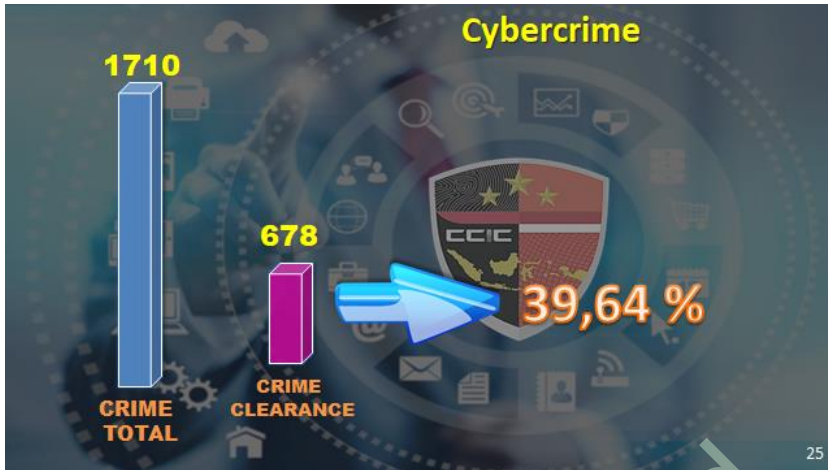 Cybercrime
1710
678
CCIC
39,64 %
CRIME
TOTAL
CRIME
CLEARANCE
25